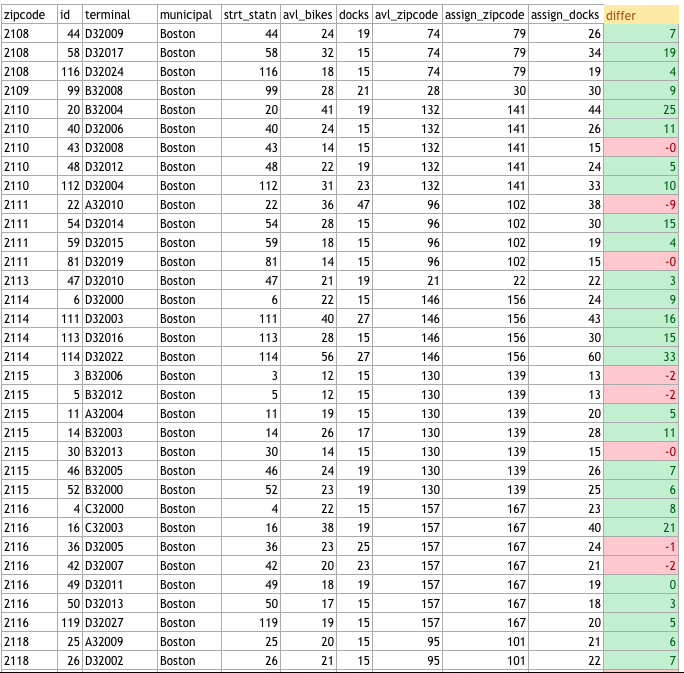 zipcode id terminal municipal strt_statn avl_bikes docks avl_zipcode assign_zipcode assign_docks differ
2108 44 D32009 Boston 44 24 19 74 79 26 7
2108 58 D32017 Boston 58 32 15 74 79 34 19
2108 116 D32024 Boston 116 18 15 74 79 19 4
2109 99 B32008 Boston 99 28 21 28 30 30 9
2110 20 B32004 Boston 20 41 19 132 141 44 25
2110 40 D32006 Boston 40 24 15 132 141 26 11
2110 43 D32008 Boston 43 14 15 132 141 15 -0
2110 48 D32012 Boston 48 22 19 132 141 24 5
2110 112 D32004 Boston 112 31 23 132 141 33 10
2111 22 A32010 Boston 22 36 47 96 102 38 -9
2111 54 D32014 Boston 54 28 15 96 102 30 15
2111 59 D32015 Boston 59 18 15 96 102 19 4
2111 81 D32019 Boston 81 14 15 96 102 15 -0
2113 47 D32010 Boston 47 21 19 21 22 22 3
2114 6 D32000 Boston 6 22 15 146 156 24 9
2114 111 D32003 Boston 111 40 27 146 156 43 16
2114 113 D32016 Boston 113 28 15 146 156 30 15
2114 114 D32022 Boston 114 56 27 146 156 60 33
2115 3 B32006 Boston 3 12 15 130 139 13 -2
2115 5 B32012 Boston 5 12 15 130 139 13 -2
2115 11 A32004 Boston 11 19 15 130 139 20 5
2115 14 B32003 Boston 14 26 17 130 139 28 11
2115 30 B32013 Boston 30 14 15 130 139 15 -0
2115 46 B32005 Boston 46 24 19 130 139 26 7
2115 52 B32000 Boston 52 23 19 130 139 25 6
2116 4 C32000 Boston 4 22 15 157 167 23 8
2116 16 C32003 Boston 16 38 19 157 167 40 21
2116 36 D32005 Boston 36 23 25 157 167 24 -1
2116 42 D32007 Boston 42 20 23 157 167 21 -2
2116 49 D32011 Boston 49 18 19 157 167 19 0
2116 50 D32013 Boston 50 17 15 157 167 18 3
2116 119 D32027 Boston 119 19 15 157 167 20 5
2118 25 A32009 Boston 25 20 15 95 101 21 6
2118 26 D32002 Boston 26 21 15 95 101 22 7